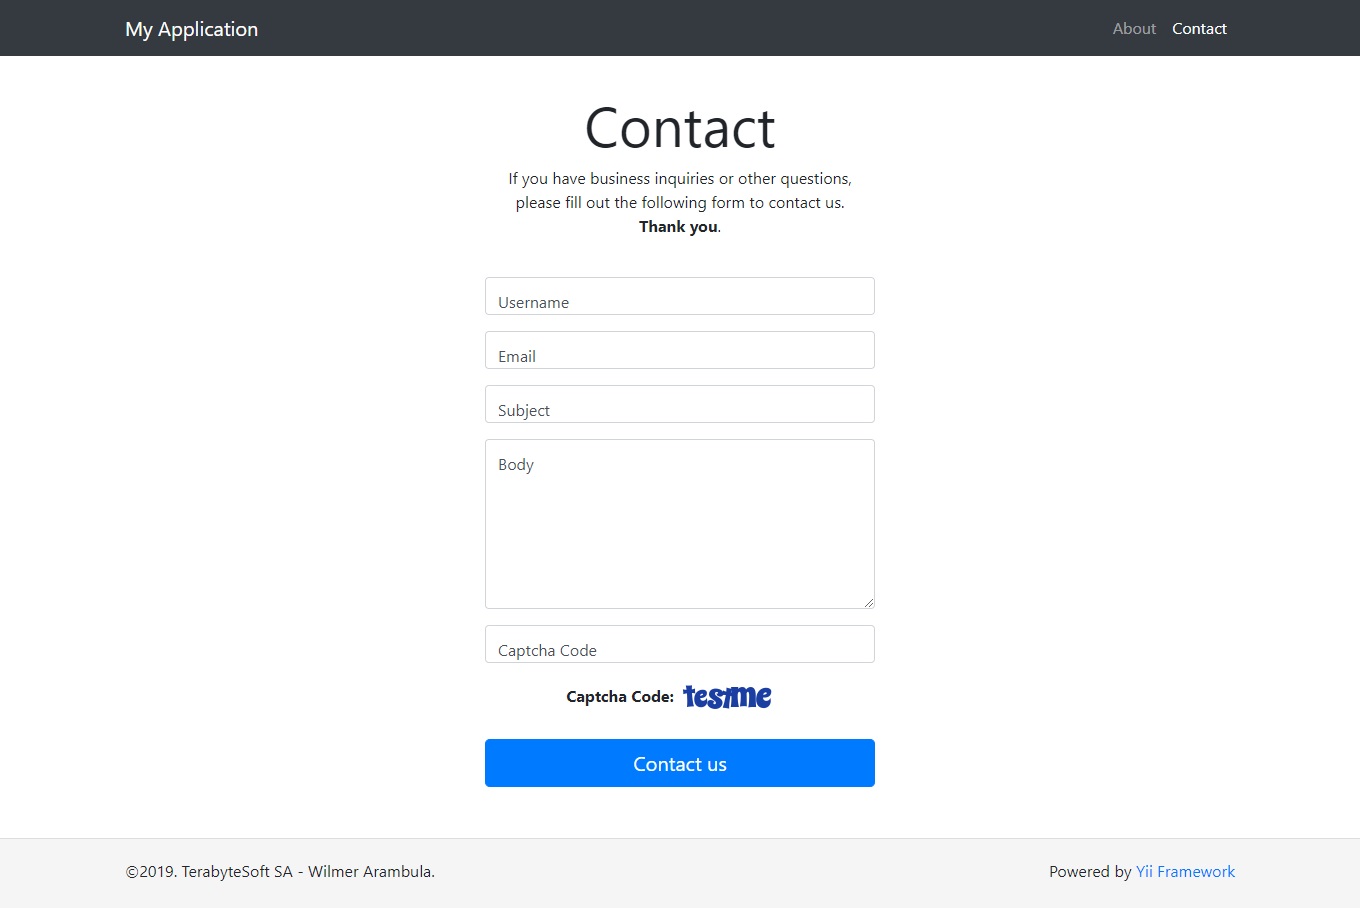 My Application
About
Contact
Contact
If you have business inquiries or other questions,
please fill out the following form to contact us.
Thank you.
Username
Email
Subject
Body
Captcha Code
Captcha Code: testme
Contact us
©2019. TerabyteSoft SA - Wilmer Arambula.
Powered by Yii Framework